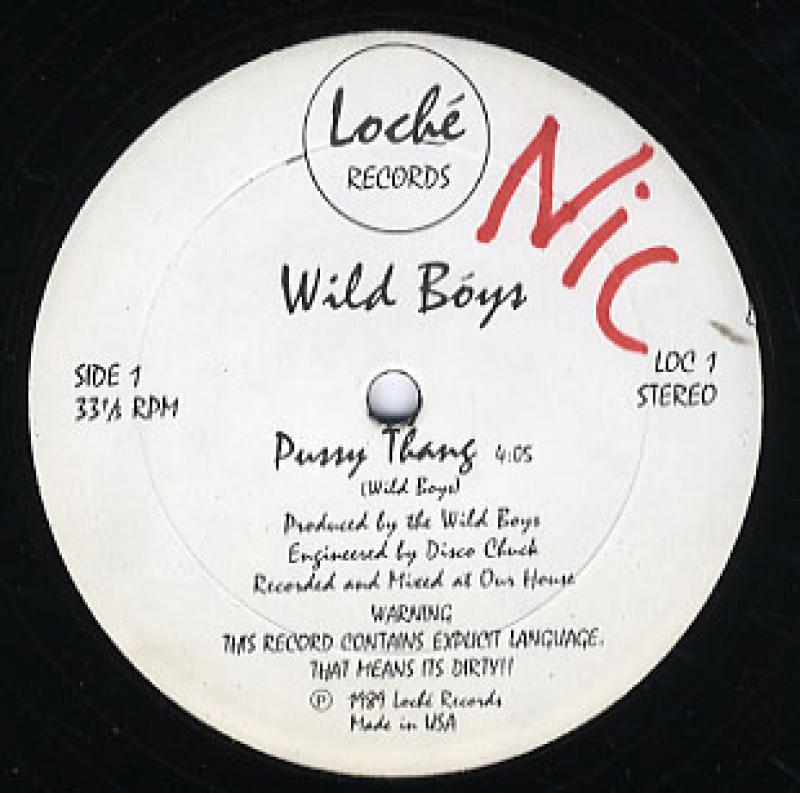 Loché
RECORDS
Nic
Wild Boys
SIDE 1
33⅓ RPM
LOC 1
STEREO
Pussy Thang 4:05
(Wild Boys)
Produced by the Wild Boys
Engineered by Disco Chuck
Recorded and Mixed at Our House
WARNING
THIS RECORD CONTAINS EXPLICIT LANGUAGE.
THAT MEANS ITS DIRTY!!
Ⓟ 1989 Loché Records
Made in USA